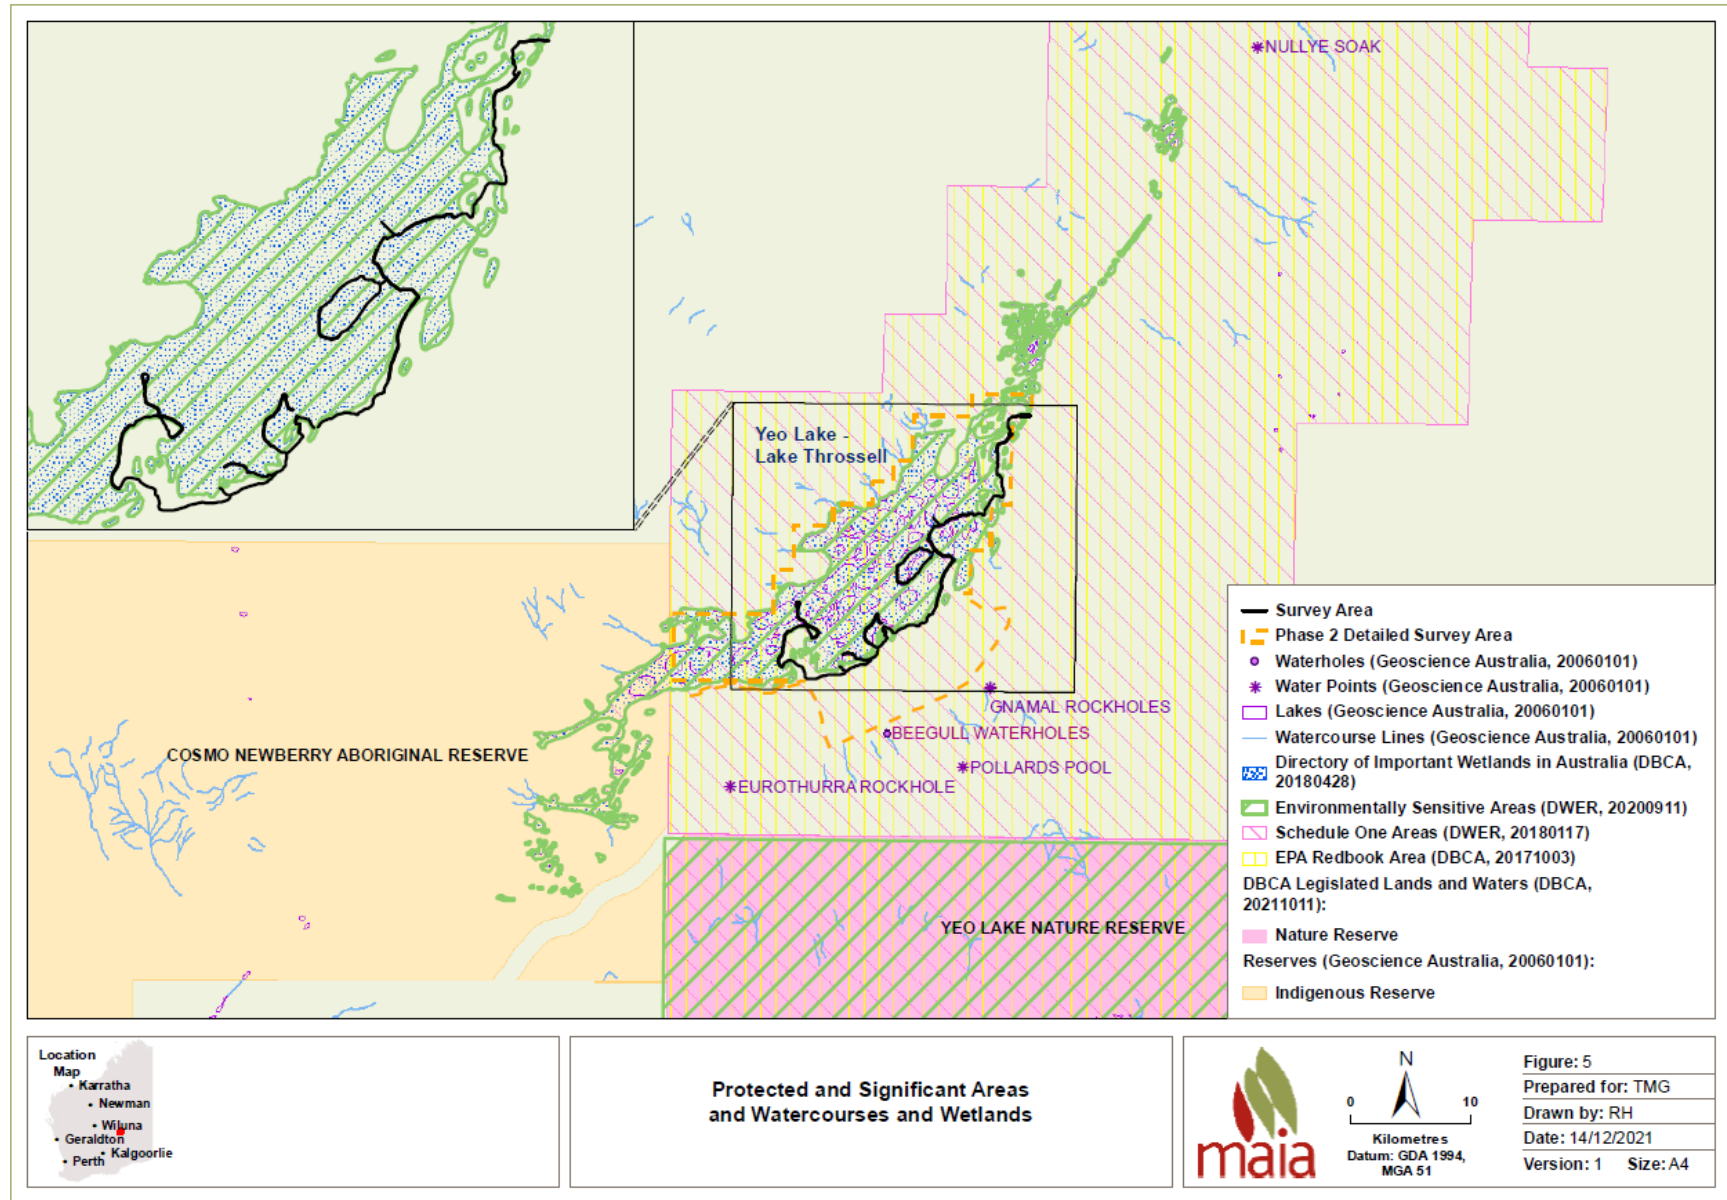 NULLYE SOAK
Yeo Lake -
Lake Throssell
GNAMAL ROCKHOLES
BEEGULL WATERHOLES
COSMO NEWBERRY ABORIGINAL RESERVE
POLLARDS POOL
EUROTHURRA ROCKHOLE
YEO LAKE NATURE RESERVE
Survey Area
Phase 2 Detailed Survey Area
Waterholes (Geoscience Australia, 20060101)
Water Points (Geoscience Australia, 20060101)
Lakes (Geoscience Australia, 20060101)
Watercourse Lines (Geoscience Australia, 20060101)
Directory of Important Wetlands in Australia (DBCA,
20180428)
Environmentally Sensitive Areas (DWER, 20200911)
Schedule One Areas (DWER, 20180117)
EPA Redbook Area (DBCA, 20171003)
DBCA Legislated Lands and Waters (DBCA,
20211011):
Nature Reserve
Reserves (Geoscience Australia, 20060101):
Indigenous Reserve
Location
Map
Karratha
Newman
Wiluna
Geraldton
Kalgoorlie
Perth
Protected and Significant Areas
and Watercourses and Wetlands
maia
N
0 10
Kilometres
Datum: GDA 1994,
MGA 51
Figure: 5
Prepared for: TMG
Drawn by: RH
Date: 14/12/2021
Version: 1 Size: A4